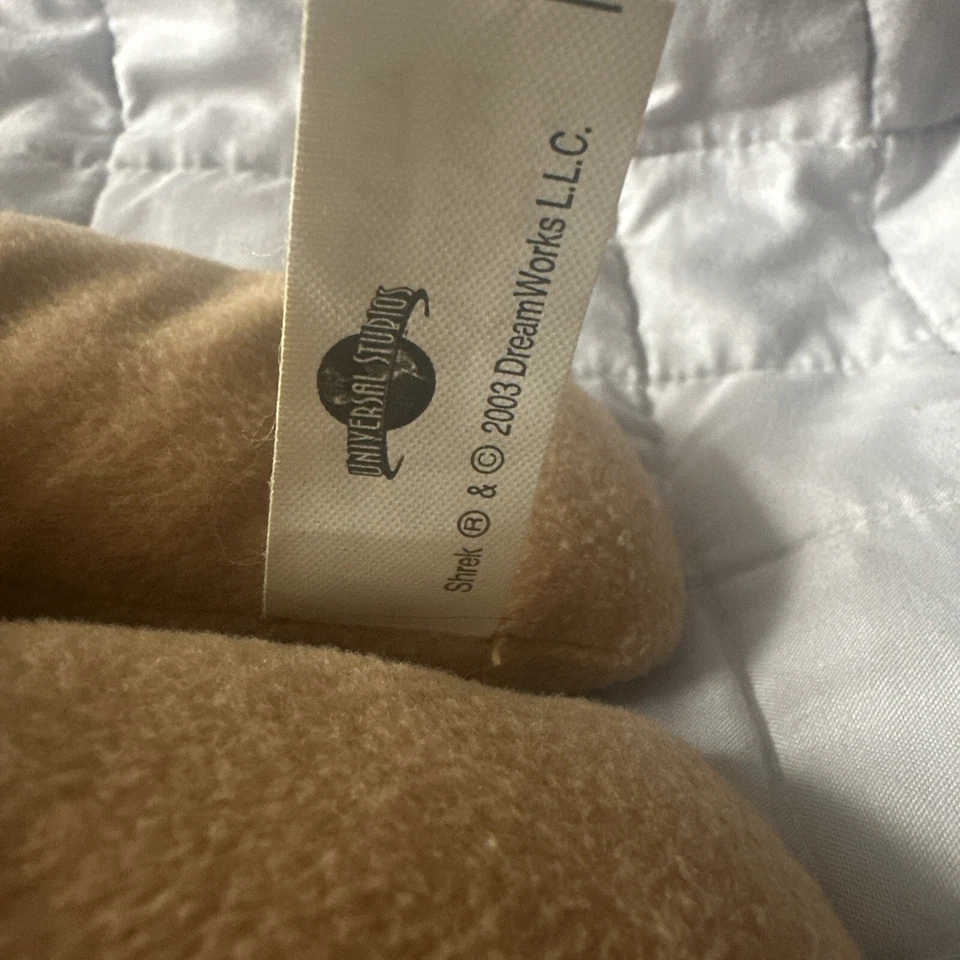 UNIVERSAL STUDIOS
Shrek ® & © 2003 DreamWorks L.L.C.